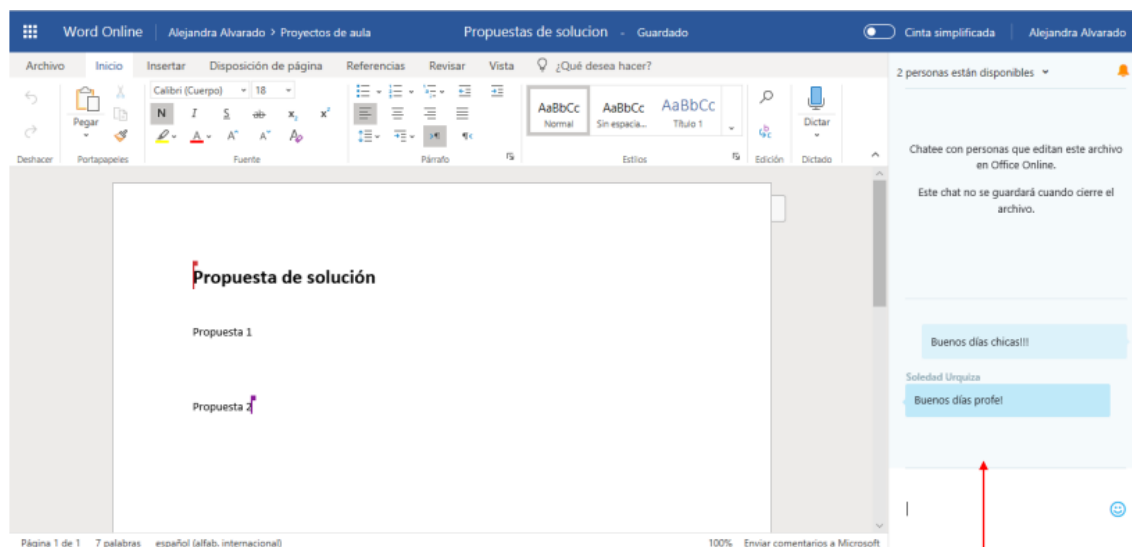 Word Online Alejandra Alvarado > Proyectos de aula Propuestas de solucion - Guardado Cinta simplificada Alejandra Alvarado
Archivo Inicio Insertar Disposición de página Referencias Revisar Vista ¿Qué desea hacer?
Calibri (Cuerpo) 18
Pegar
N I S ab x₂ x²
A A^ A˅ A
AaBbCc AaBbCc AaBbCc
Normal Sin espacia... Título 1
Dictar
Deshacer Portapapeles Fuente Párrafo Estilos Edición Dictado
2 personas están disponibles
Chatee con personas que editan este archivo
en Office Online.
Este chat no se guardará cuando cierre el
archivo.
Propuesta de solución
Propuesta 1
Propuesta 2
Buenos días chicas!!!
Soledad Urquiza
Buenos días profe!
Página 1 de 1 7 palabras español (alfab. internacional) 100% Enviar comentarios a Microsoft